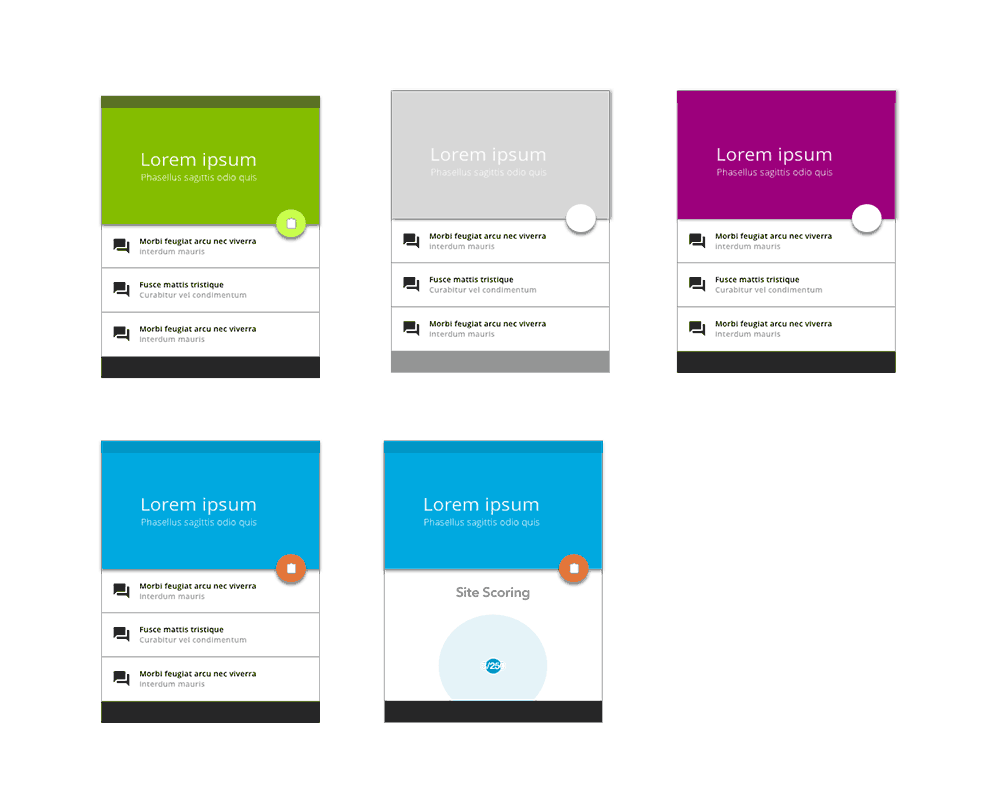 Lorem ipsum
Phasellus sagittis odio quis
Morbi feugiat arcu nec viverra
Interdum mauris
Fusce mattis tristique
Curabitur vel condimentum
Morbi feugiat arcu nec viverra
Interdum mauris
Lorem ipsum
Phasellus sagittis odio quis
Morbi feugiat arcu nec viverra
Interdum mauris
Fusce mattis tristique
Curabitur vel condimentum
Morbi feugiat arcu nec viverra
Interdum mauris
Lorem ipsum
Phasellus sagittis odio quis
Morbi feugiat arcu nec viverra
Interdum mauris
Fusce mattis tristique
Curabitur vel condimentum
Morbi feugiat arcu nec viverra
Interdum mauris
Lorem ipsum
Phasellus sagittis odio quis
Morbi feugiat arcu nec viverra
Interdum mauris
Fusce mattis tristique
Curabitur vel condimentum
Morbi feugiat arcu nec viverra
Interdum mauris
Lorem ipsum
Phasellus sagittis odio quis
Site Scoring